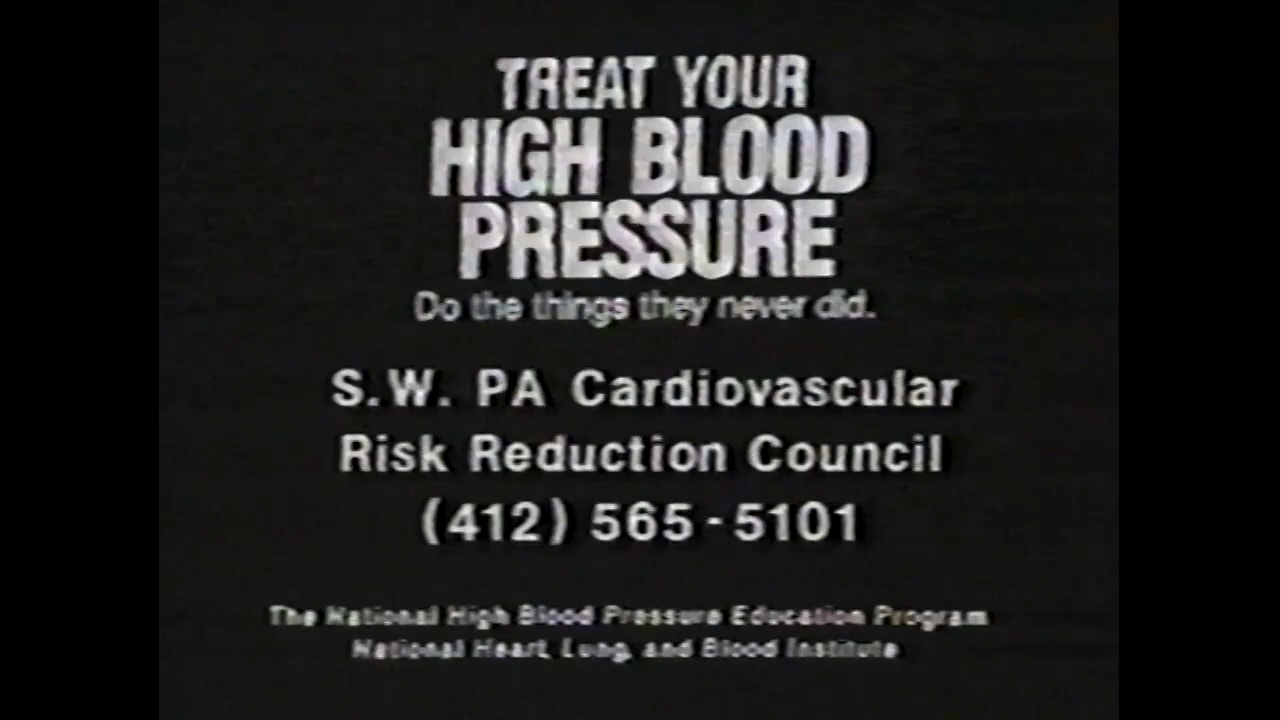 TREAT YOUR
HIGH BLOOD
PRESSURE
Do the things they never did.
S.W. PA Cardiovascular
Risk Reduction Council
(412) 565-5101
The National High Blood Pressure Education Program
National Heart, Lung, and Blood Institute